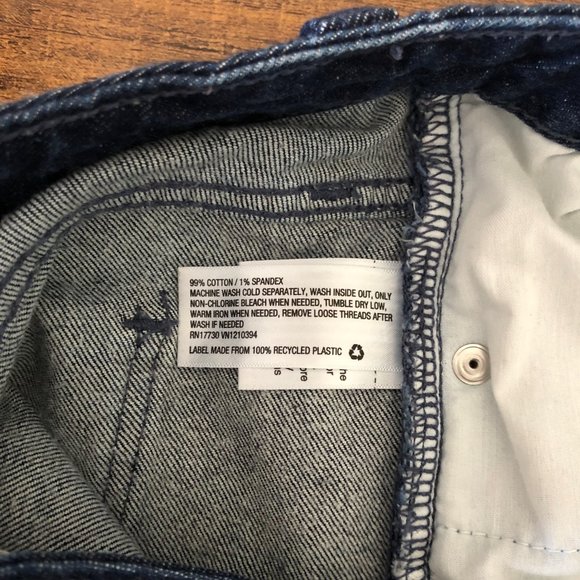 99% COTTON / 1% SPANDEX
MACHINE WASH COLD SEPARATELY, WASH INSIDE OUT, ONLY
NON-CHLORINE BLEACH WHEN NEEDED, TUMBLE DRY LOW,
WARM IRON WHEN NEEDED, REMOVE LOOSE THREADS AFTER
WASH IF NEEDED
RN17730 VN1210394
LABEL MADE FROM 100% RECYCLED PLASTIC